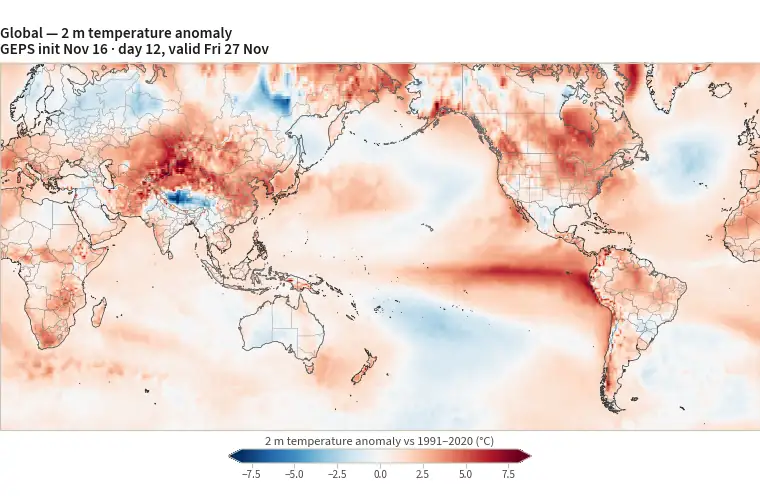 Global — 2 m temperature anomaly
GEPS init Nov 16 · day 12, valid Fri 27 Nov
2 m temperature anomaly vs 1991–2020 (°C)
−7.5 −5.0 −2.5 0.0 2.5 5.0 7.5